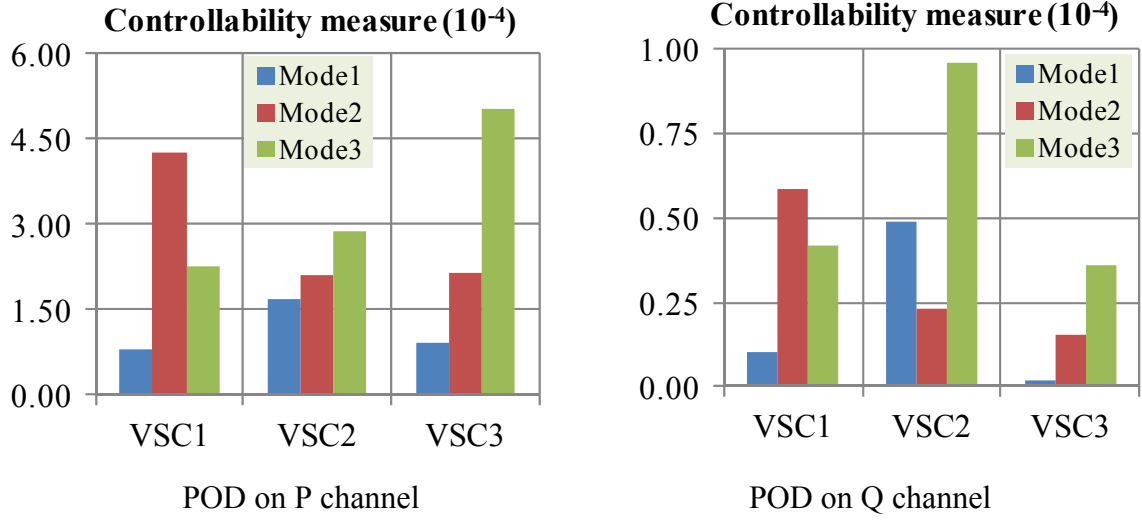 Controllability measure (10-4)
6.00
4.50
3.00
1.50
0.00
Mode1
Mode2
Mode3
VSC1
VSC2
VSC3
POD on P channel
Controllability measure (10-4)
1.00
0.75
0.50
0.25
0.00
Mode1
Mode2
Mode3
VSC1
VSC2
VSC3
POD on Q channel